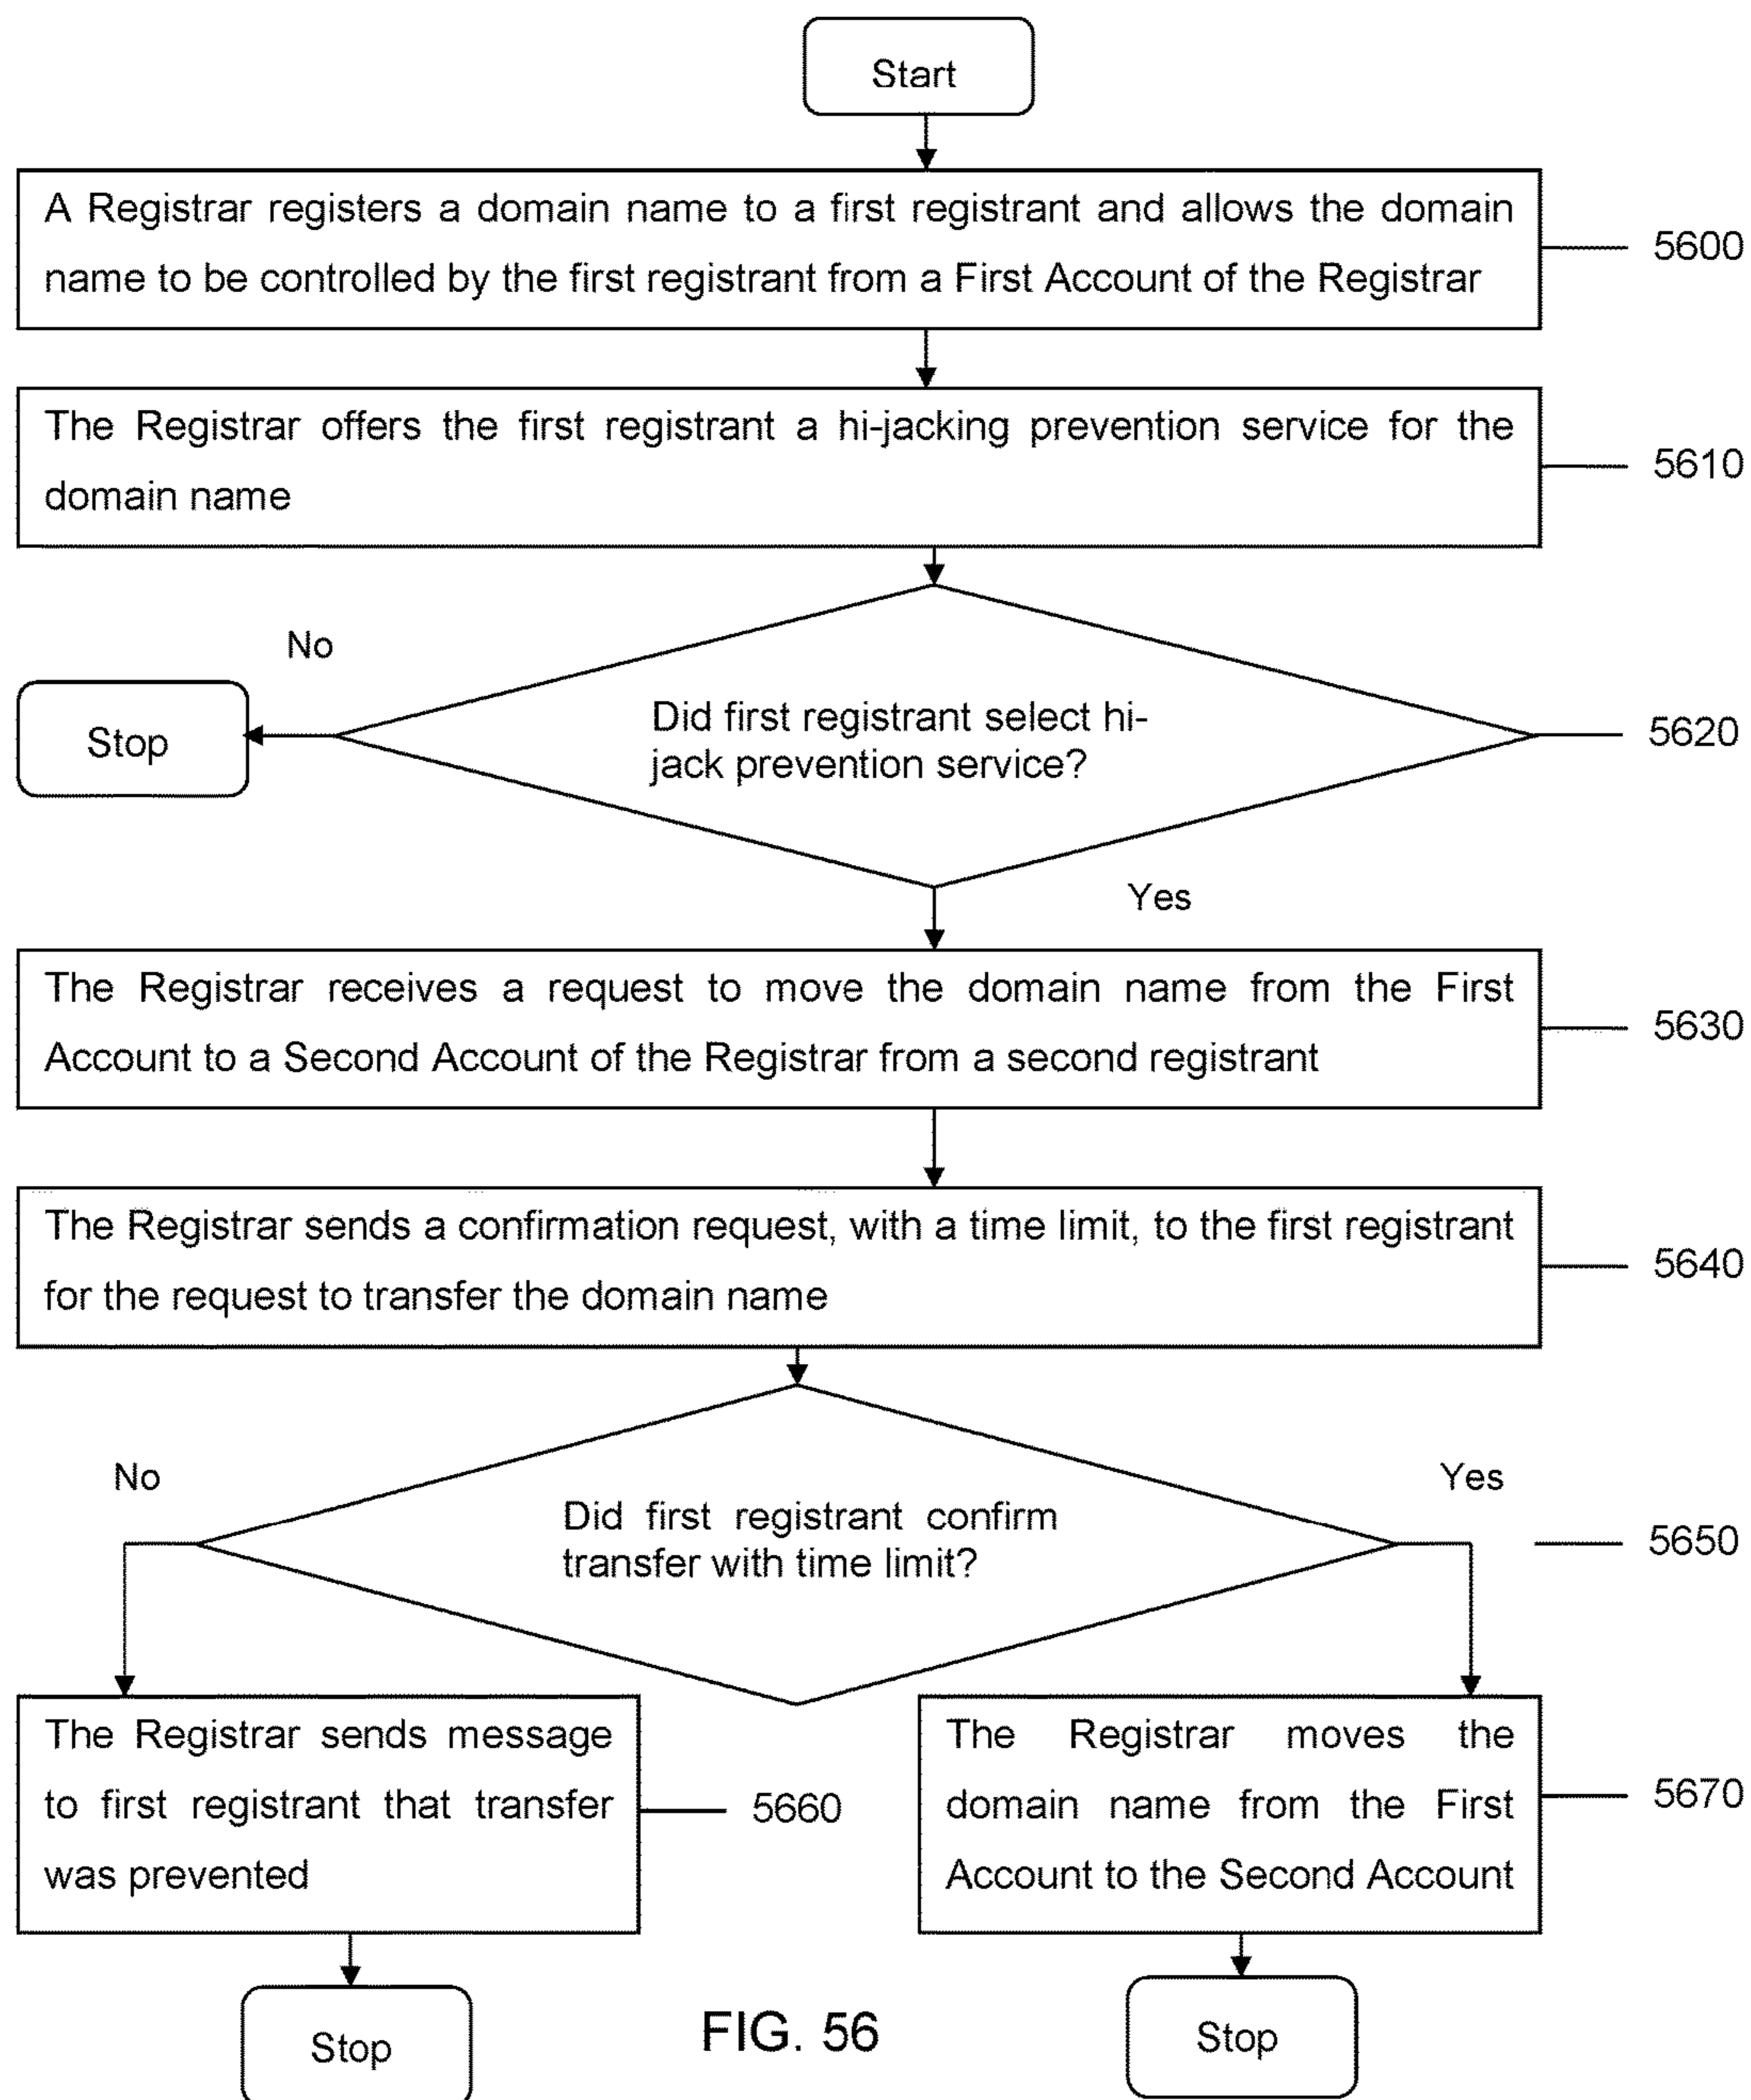 Start
A Registrar registers a domain name to a first registrant and allows the domain
name to be controlled by the first registrant from a First Account of the Registrar
5600
The Registrar offers the first registrant a hi-jacking prevention service for the
domain name
5610
No
Did first registrant select hi-
jack prevention service?
Stop
5620
Yes
The Registrar receives a request to move the domain name from the First
Account to a Second Account of the Registrar from a second registrant
5630
The Registrar sends a confirmation request, with a time limit, to the first registrant
for the request to transfer the domain name
5640
No
Yes
Did first registrant confirm
transfer with time limit?
5650
The Registrar sends message
to first registrant that transfer
was prevented
5660
The Registrar moves the
domain name from the First
Account to the Second Account
5670
Stop
FIG. 56
Stop